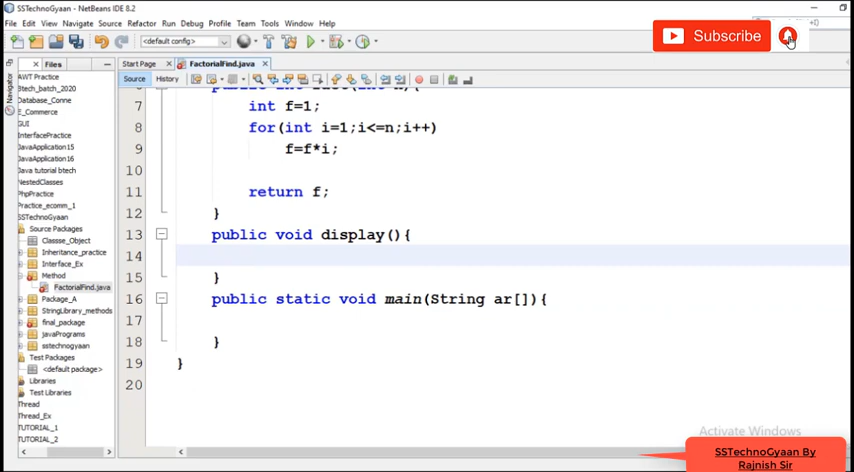 SSTechnoGyaan - NetBeans IDE 8.2
File Edit View Navigate Source Refactor Run Debug Profile Team Tools Window Help
<default config>
Subscribe
Files
Start Page
FactorialFind.java
Navigator
Source History
AWT Practice
Btech_batch_2020
Database_Conne
E_Commerce
GUI
InterfacePractice
JavaApplication15
JavaApplication16
Java tutorial btech
NestedClasses
PhpPractice
Practice_ecomm_1
SSTechnoGyaan
Source Packages
Classse_Object
Inheritance_practice
Interface_Ex
Method
FactorialFind.java
Package_A
StringLibrary_methods
final_package
javaPrograms
sstechnogyaan
Test Packages
<default package>
Libraries
Test Libraries
Thread
Thread_Ex
TUTORIAL_1
TUTORIAL_2
7 int f=1;
8 for(int i=1;i<=n;i++)
9 f=f*i;
10
11 return f;
12 }
13 public void display(){
14
15 }
16 public static void main(String ar[]){
17
18 }
19 }
20
Activate Windows
SSTechnoGyaan By
Rajnish Sir